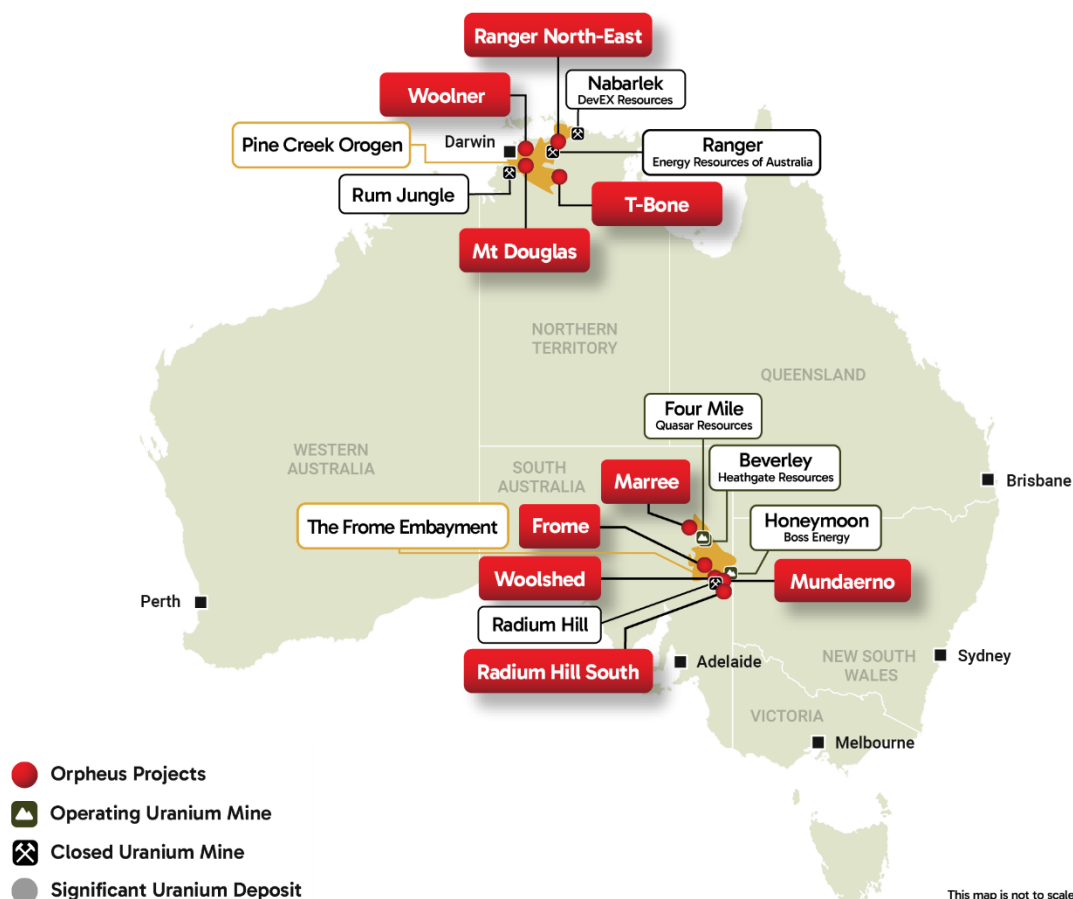 Ranger North-East
Nabarlek
DevEX Resources
Woolner
Pine Creek Orogen
Darwin
Ranger
Energy Resources of Australia
Rum Jungle
T-Bone
Mt Douglas
NORTHERN
TERRITORY
QUEENSLAND
Four Mile
Quasar Resources
WESTERN
AUSTRALIA
SOUTH
AUSTRALIA
Marree
Beverley
Heathgate Resources
Brisbane
The Frome Embayment
Frome
Honeymoon
Boss Energy
Woolshed
Mundaerno
Perth
Radium Hill
Radium Hill South
Adelaide
NEW SOUTH
WALES
Sydney
VICTORIA
Melbourne
Orpheus Projects
Operating Uranium Mine
Closed Uranium Mine
Significant Uranium Deposit
This map is not to scale